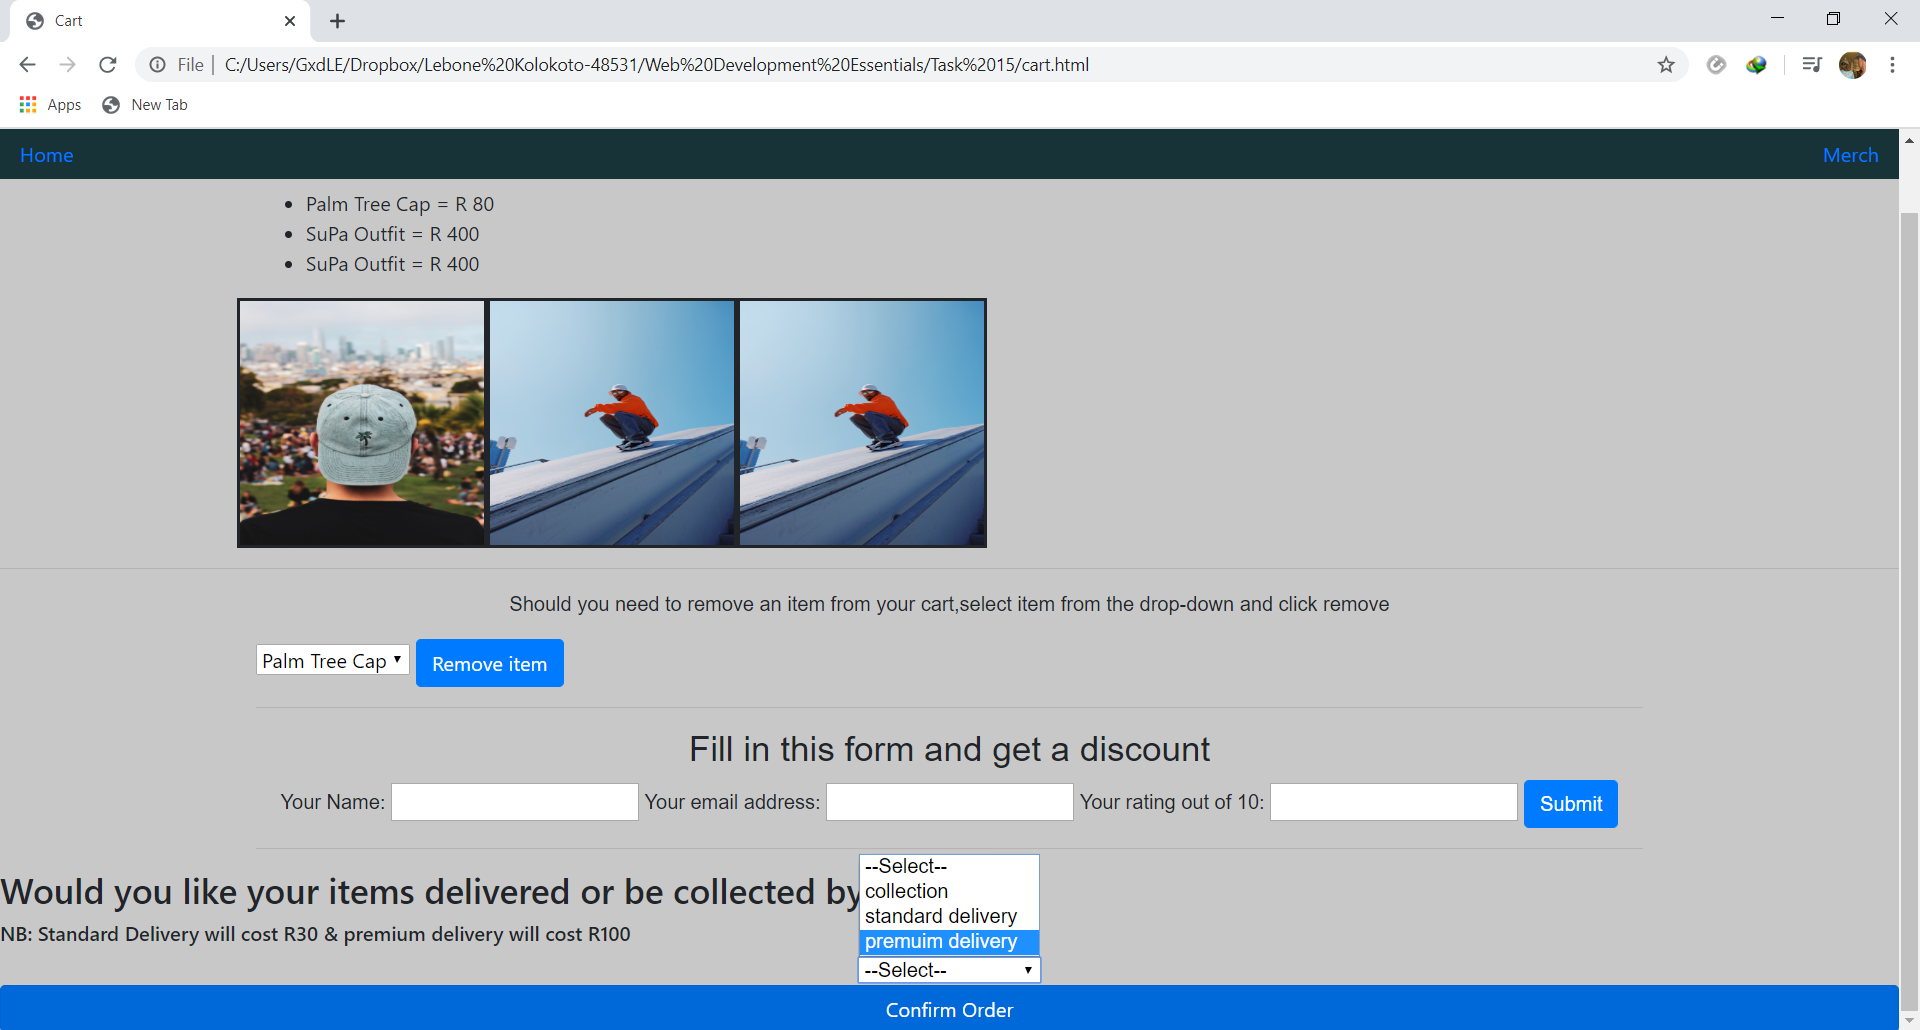 Cart
File | C:/Users/GxdLE/Dropbox/Lebone%20Kolokoto-48531/Web%20Development%20Essentials/Task%2015/cart.html
Apps New Tab
Home Merch
• Palm Tree Cap = R 80
• SuPa Outfit = R 400
• SuPa Outfit = R 400
Should you need to remove an item from your cart,select item from the drop-down and click remove
Palm Tree Cap Remove item
Fill in this form and get a discount
Your Name: Your email address: Your rating out of 10: Submit
Would you like your items delivered or be collected by
NB: Standard Delivery will cost R30 & premium delivery will cost R100
--Select--
collection
standard delivery
premuim delivery
--Select--
Confirm Order